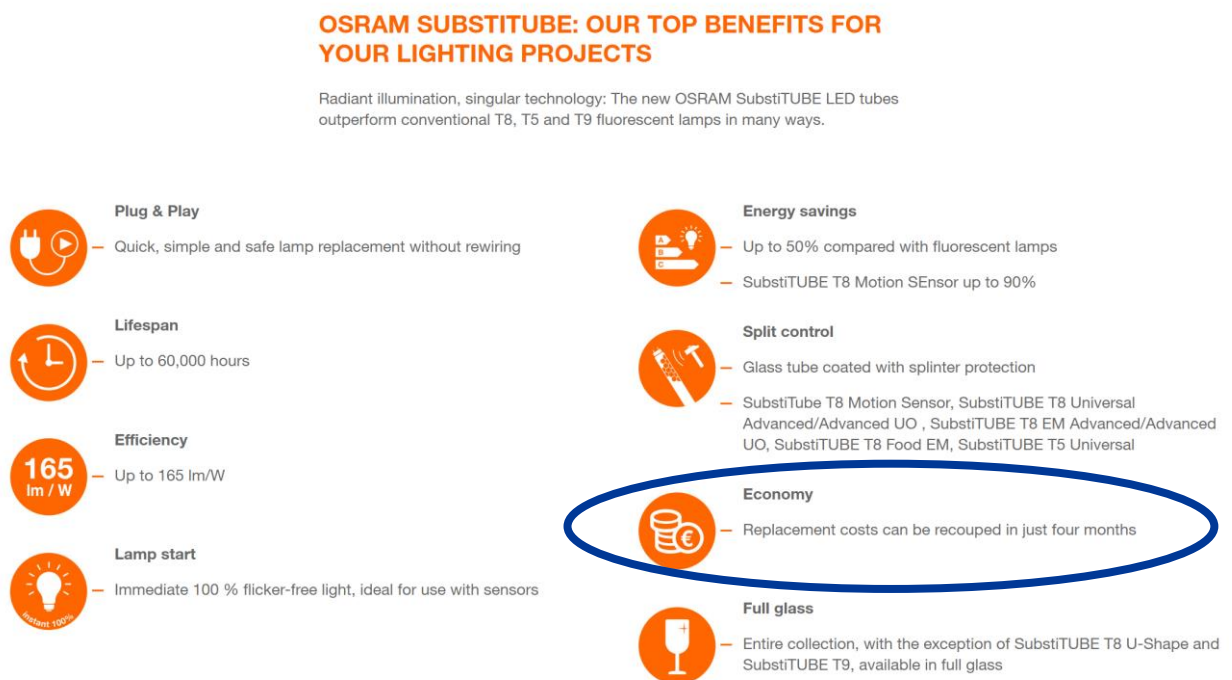 OSRAM SUBSTITUBE: OUR TOP BENEFITS FOR
YOUR LIGHTING PROJECTS
Radiant illumination, singular technology: The new OSRAM SubstiTUBE LED tubes
outperform conventional T8, T5 and T9 fluorescent lamps in many ways.
Plug & Play
– Quick, simple and safe lamp replacement without rewiring
Lifespan
– Up to 60,000 hours
Efficiency
165
lm / W
– Up to 165 lm/W
Lamp start
– Immediate 100 % flicker-free light, ideal for use with sensors
instant 100%
Energy savings
A
B
C
– Up to 50% compared with fluorescent lamps
– SubstiTUBE T8 Motion SEnsor up to 90%
Split control
– Glass tube coated with splinter protection
– SubstiTube T8 Motion Sensor, SubstiTUBE T8 Universal
Advanced/Advanced UO , SubstiTUBE T8 EM Advanced/Advanced
UO, SubstiTUBE T8 Food EM, SubstiTUBE T5 Universal
Economy
€
– Replacement costs can be recouped in just four months
Full glass
– Entire collection, with the exception of SubstiTUBE T8 U-Shape and
SubstiTUBE T9, available in full glass